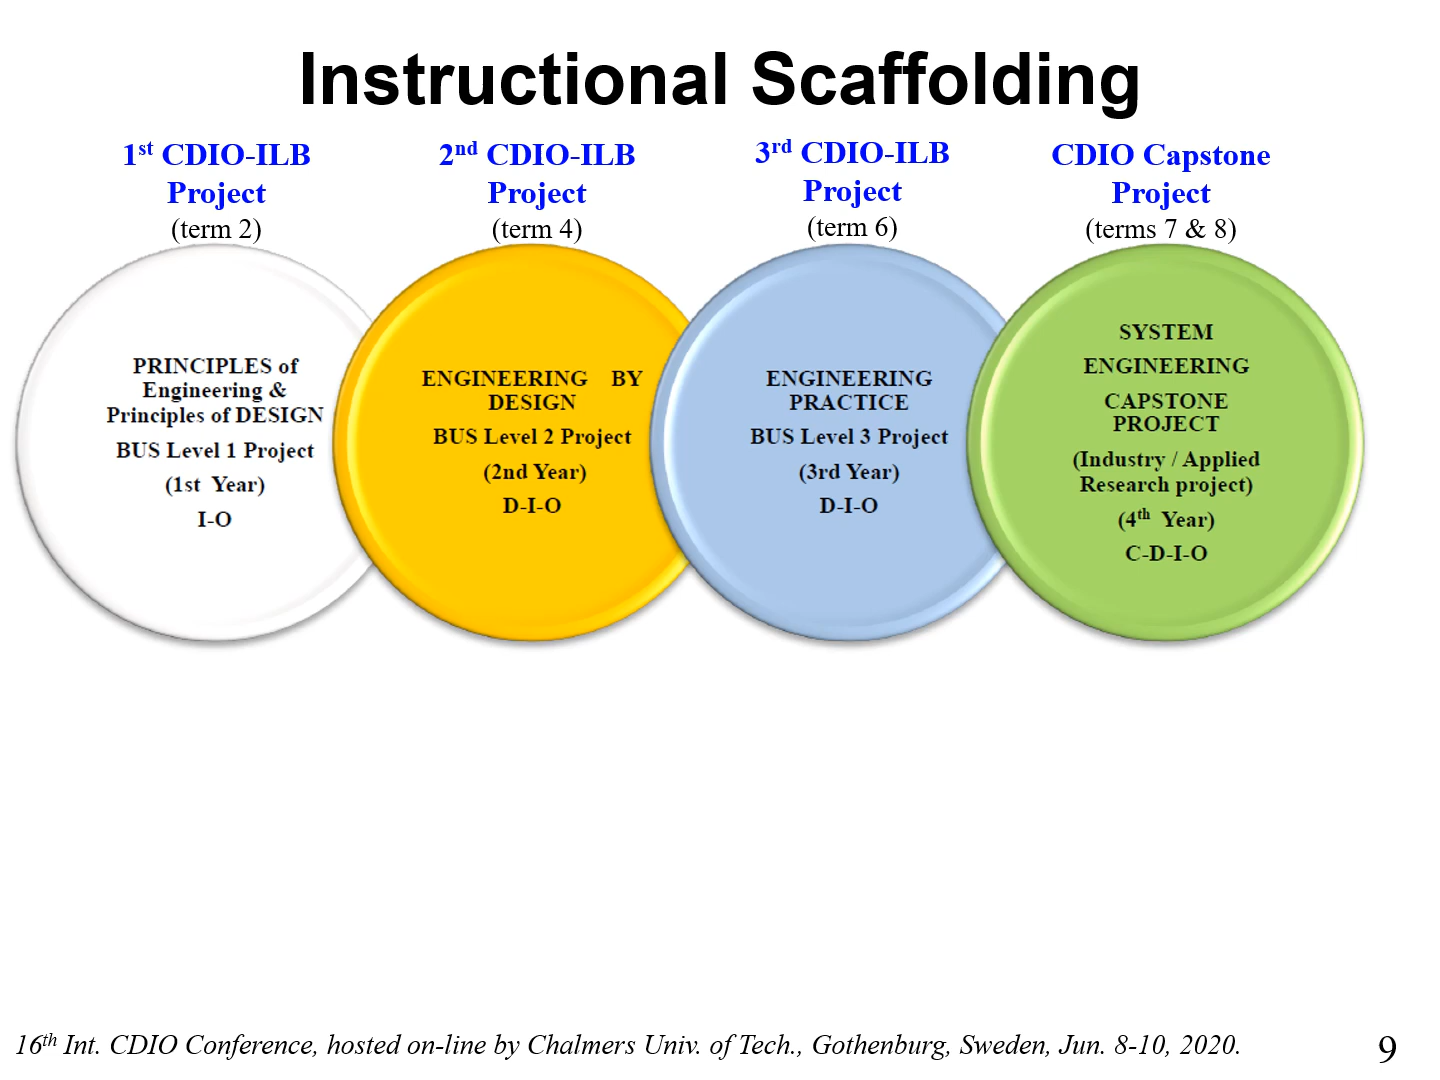 Instructional Scaffolding
1st CDIO-ILB
Project
(term 2)
2nd CDIO-ILB
Project
(term 4)
3rd CDIO-ILB
Project
(term 6)
CDIO Capstone
Project
(terms 7 & 8)
PRINCIPLES of
Engineering &
Principles of DESIGN
BUS Level 1 Project
(1st Year)
I-O
ENGINEERING BY
DESIGN
BUS Level 2 Project
(2nd Year)
D-I-O
ENGINEERING
PRACTICE
BUS Level 3 Project
(3rd Year)
D-I-O
SYSTEM
ENGINEERING
CAPSTONE
PROJECT
(Industry / Applied
Research project)
(4th Year)
C-D-I-O
16th Int. CDIO Conference, hosted on-line by Chalmers Univ. of Tech., Gothenburg, Sweden, Jun. 8-10, 2020.
9